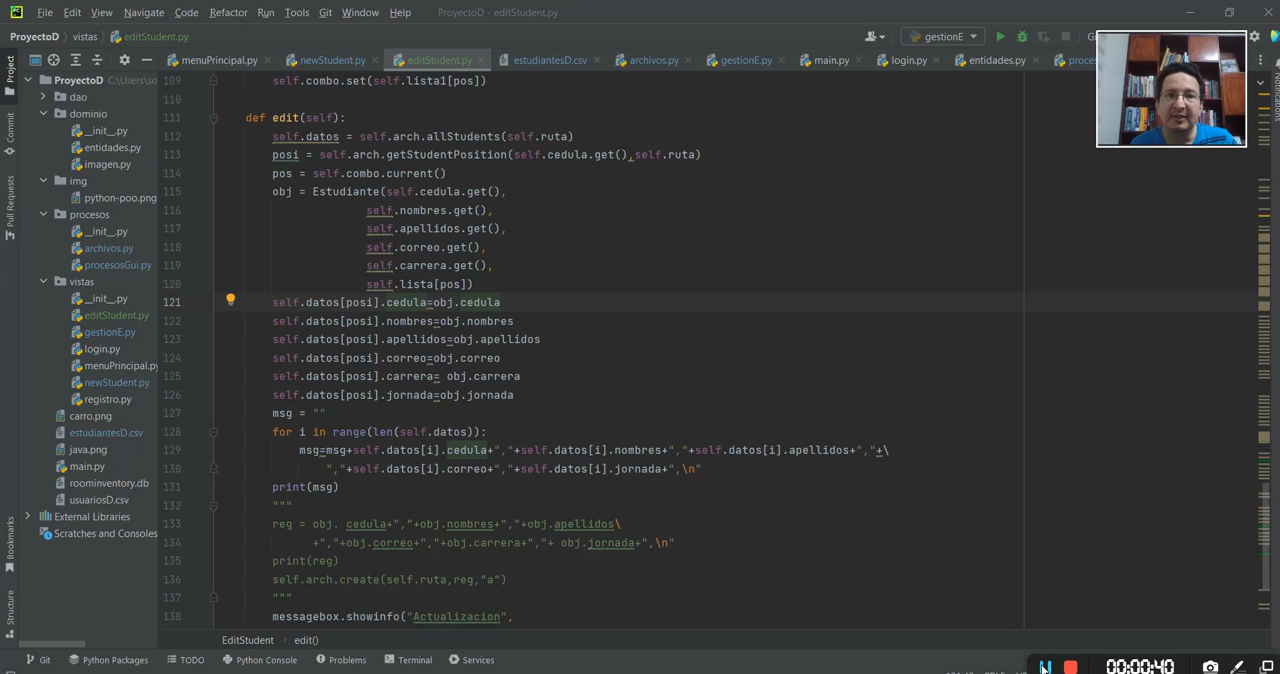 File Edit View Navigate Code Refactor Run Tools Git Window Help ProyectoD - editStudent.py
ProyectoD vistas editStudent.py gestionE
Project menuPrincipal.py newStudent.py editStudent.py estudiantesD.csv archivos.py gestionE.py main.py login.py entidades.py
ProyectoD
dao
dominio
__init__.py
entidades.py
imagen.py
img
python-poo.png
procesos
__init__.py
archivos.py
procesosGui.py
vistas
__init__.py
editStudent.py
gestionE.py
login.py
menuPrincipal.py
newStudent.py
registro.py
carro.png
estudiantesD.csv
java.png
main.py
roominventory.db
usuariosD.csv
External Libraries
Scratches and Consoles
Commit
Pull Requests
Bookmarks
Structure
Notifications
109 self.combo.set(self.lista1[pos])
110
111 def edit(self):
112 self.datos = self.arch.allStudents(self.ruta)
113 posi = self.arch.getStudentPosition(self.cedula.get(),self.ruta)
114 pos = self.combo.current()
115 obj = Estudiante(self.cedula.get(),
116 self.nombres.get(),
117 self.apellidos.get(),
118 self.correo.get(),
119 self.carrera.get(),
120 self.lista[pos])
121 self.datos[posi].cedula=obj.cedula
122 self.datos[posi].nombres=obj.nombres
123 self.datos[posi].apellidos=obj.apellidos
124 self.datos[posi].correo=obj.correo
125 self.datos[posi].carrera= obj.carrera
126 self.datos[posi].jornada=obj.jornada
127 msg = ""
128 for i in range(len(self.datos)):
129 msg=msg+self.datos[i].cedula+","+self.datos[i].nombres+","+self.datos[i].apellidos+","+\
130 ","+self.datos[i].correo+","+self.datos[i].jornada+",\n"
131 print(msg)
132 """
133 reg = obj. cedula+","+obj.nombres+","+obj.apellidos\
134 +","+obj.correo+","+obj.carrera+","+ obj.jornada+",\n"
135 print(reg)
136 self.arch.create(self.ruta,reg,"a")
137 """
138 messagebox.showinfo("Actualizacion",
EditStudent edit()
Git Python Packages TODO Python Console Problems Terminal Services
00:00:40